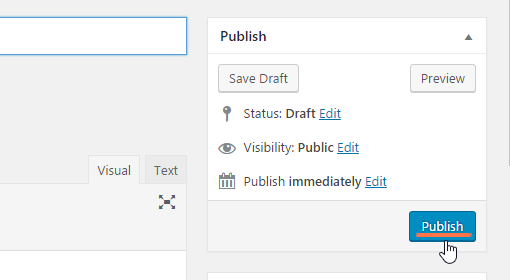 Publish
Save Draft
Preview
Status: Draft Edit
Visibility: Public Edit
Visual
Text
Publish immediately Edit
Publish